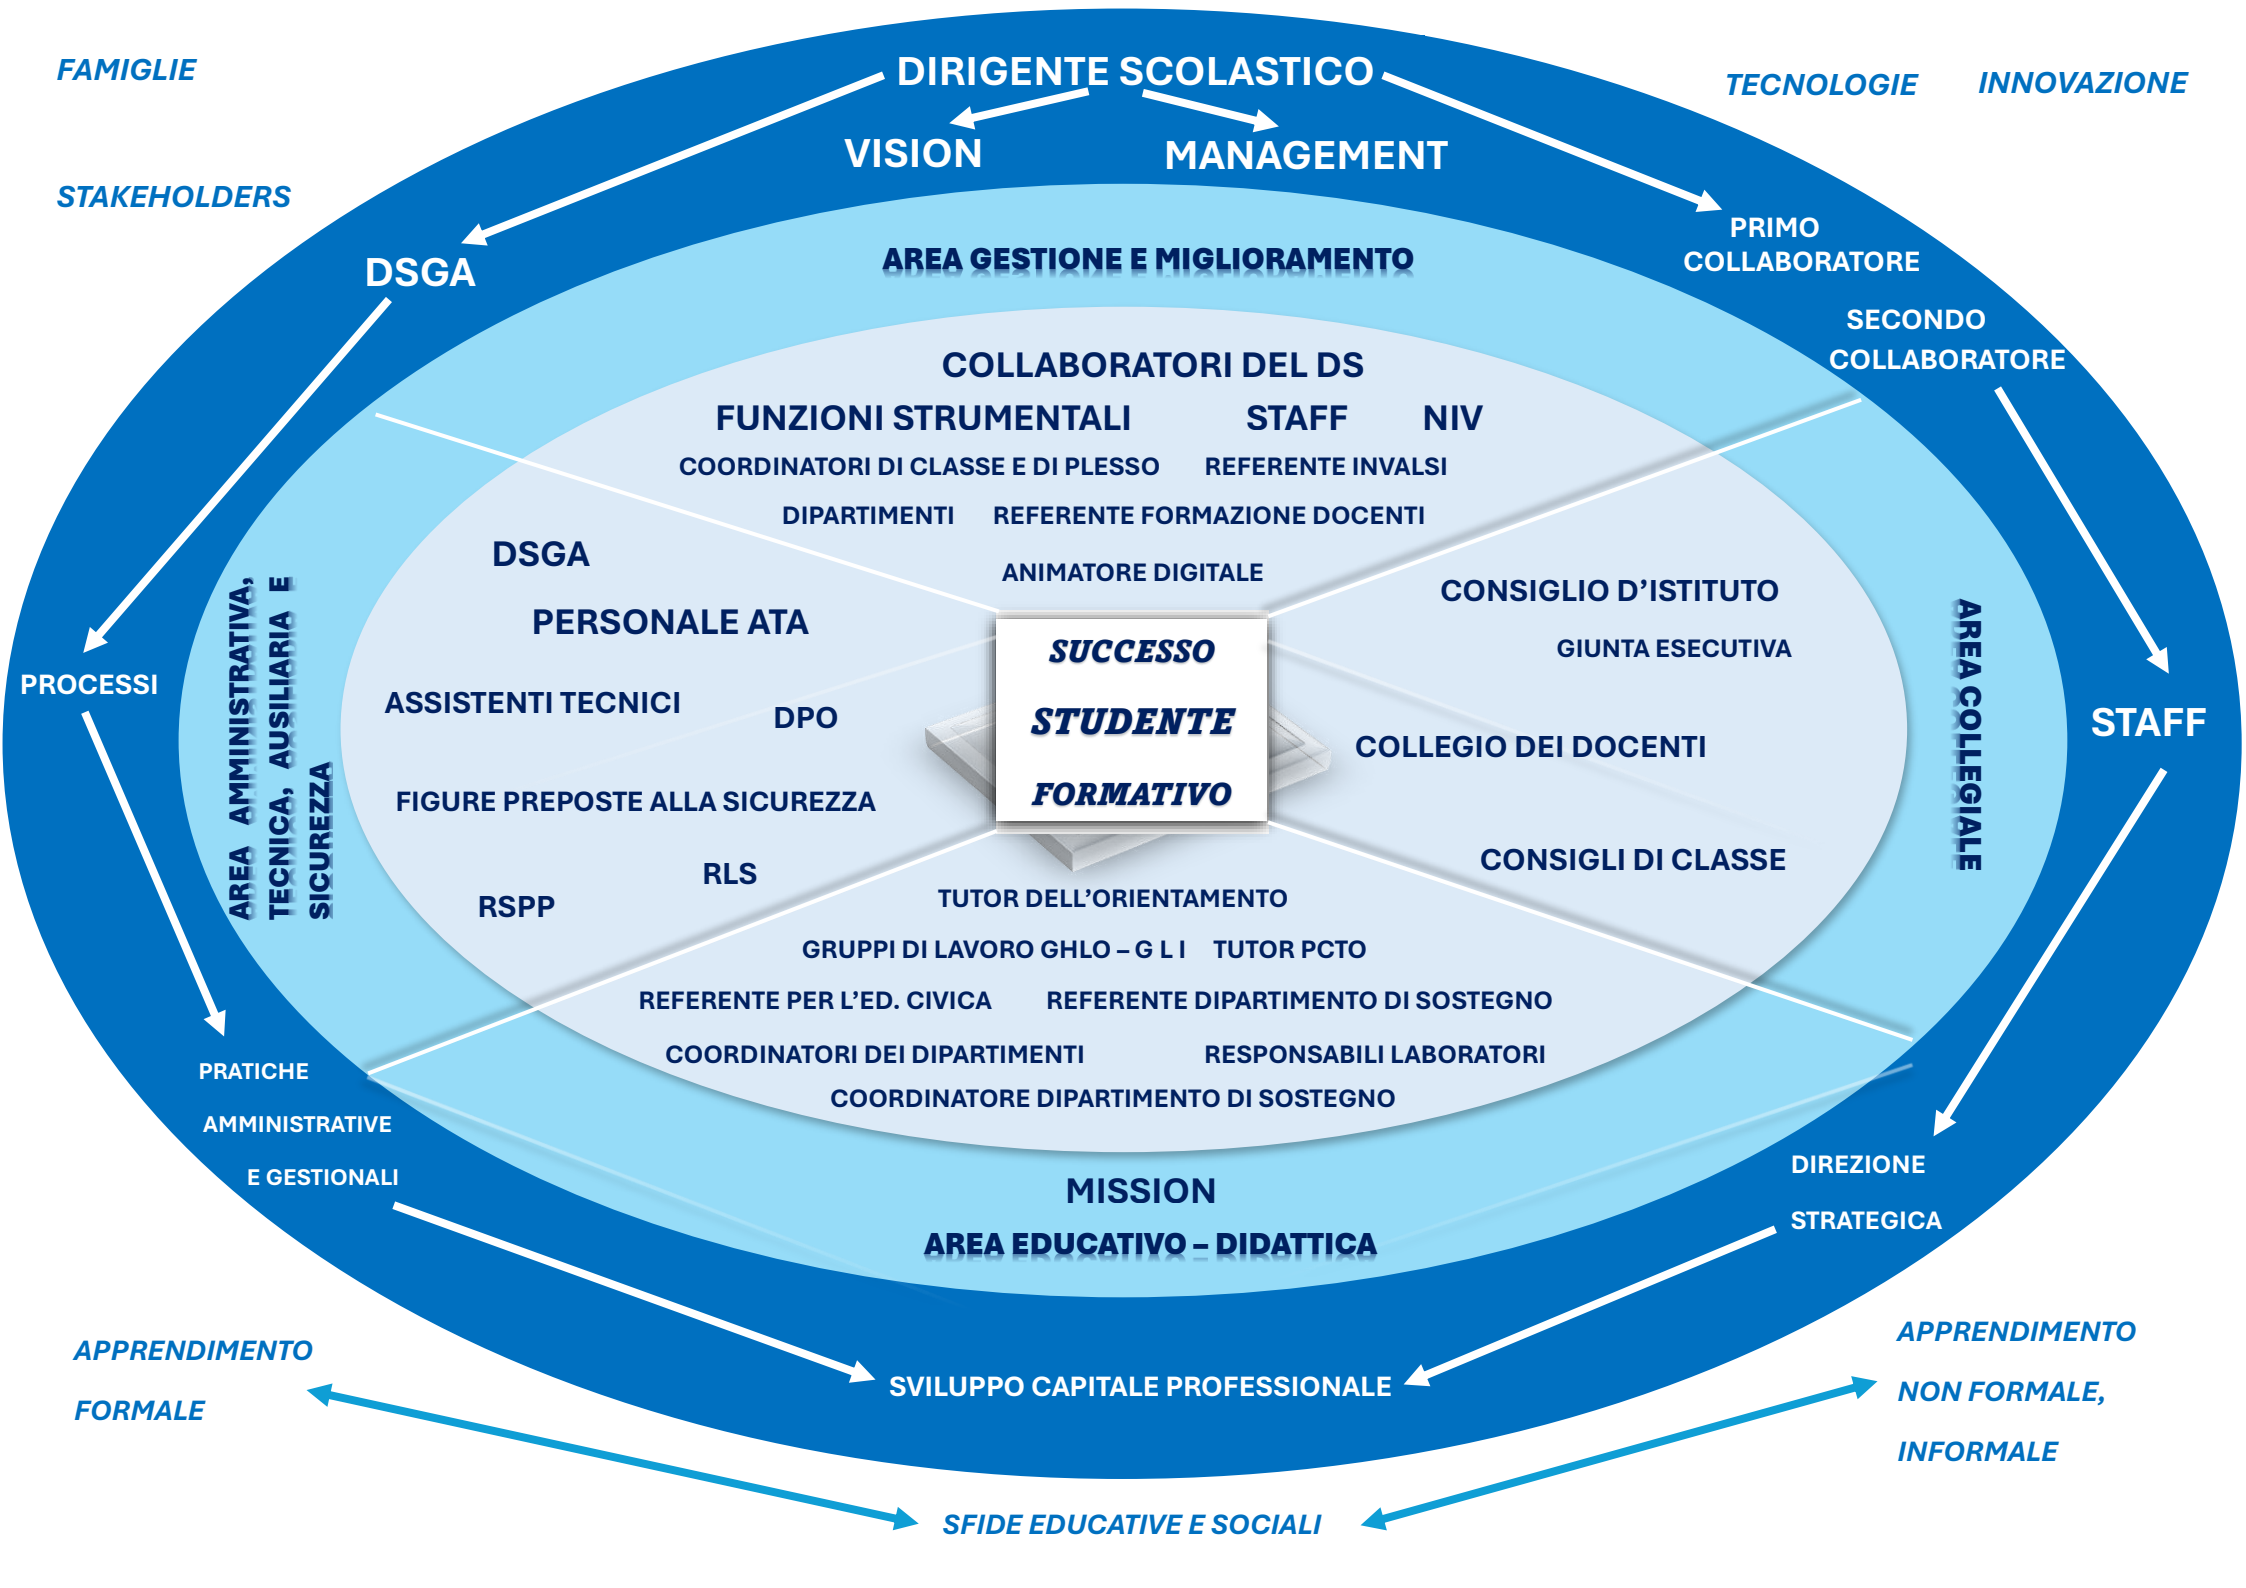 FAMIGLIE
TECNOLOGIE
INNOVAZIONE
STAKEHOLDERS
DIRIGENTE SCOLASTICO
VISION
MANAGEMENT
DSGA
PRIMO
COLLABORATORE
SECONDO
COLLABORATORE
AREA GESTIONE E MIGLIORAMENTO
COLLABORATORI DEL DS
FUNZIONI STRUMENTALI STAFF NIV
COORDINATORI DI CLASSE E DI PLESSO REFERENTE INVALSI
DIPARTIMENTI REFERENTE FORMAZIONE DOCENTI
ANIMATORE DIGITALE
AREA AMMINISTRATIVA,
TECNICA, AUSILIARIA E
SICUREZZA
DSGA
PERSONALE ATA
ASSISTENTI TECNICI
DPO
FIGURE PREPOSTE ALLA SICUREZZA
RLS
RSPP
SUCCESSO
STUDENTE
FORMATIVO
CONSIGLIO D’ISTITUTO
GIUNTA ESECUTIVA
COLLEGIO DEI DOCENTI
CONSIGLI DI CLASSE
AREA COLLEGIALE
PROCESSI
STAFF
TUTOR DELL’ORIENTAMENTO
GRUPPI DI LAVORO GHLO – G L I TUTOR PCTO
REFERENTE PER L’ED. CIVICA REFERENTE DIPARTIMENTO DI SOSTEGNO
COORDINATORI DEI DIPARTIMENTI RESPONSABILI LABORATORI
COORDINATORE DIPARTIMENTO DI SOSTEGNO
MISSION
AREA EDUCATIVO – DIDATTICA
PRATICHE
AMMINISTRATIVE
E GESTIONALI
DIREZIONE
STRATEGICA
SVILUPPO CAPITALE PROFESSIONALE
APPRENDIMENTO
FORMALE
APPRENDIMENTO
NON FORMALE,
INFORMALE
SFIDE EDUCATIVE E SOCIALI